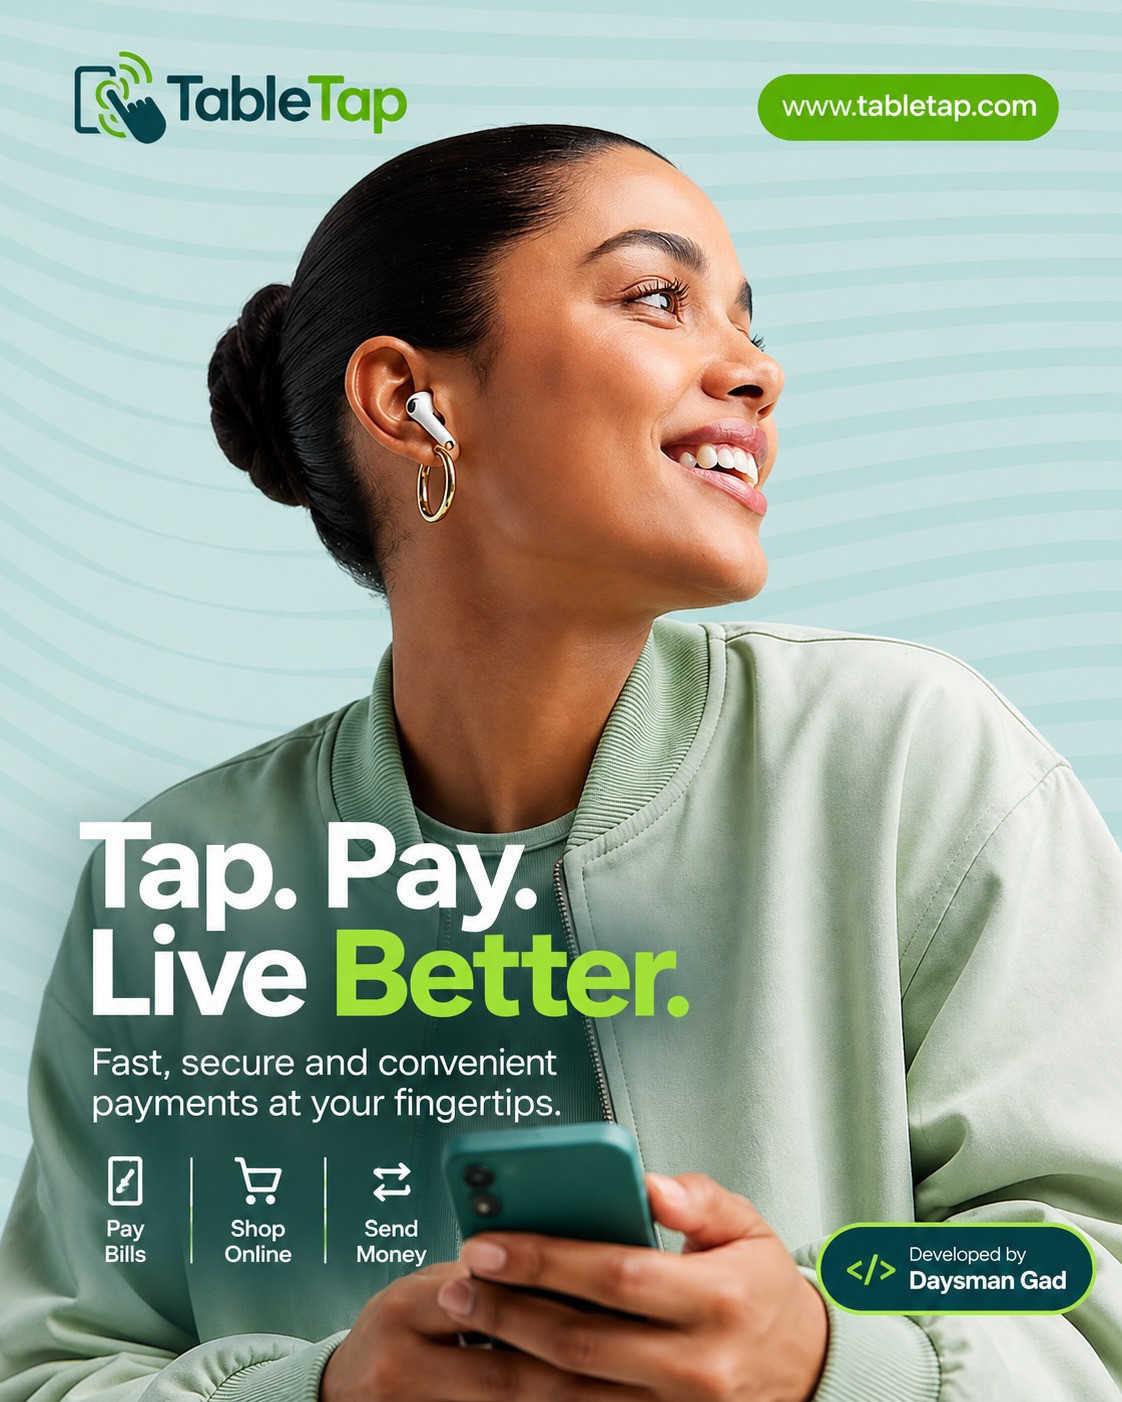 TableTap
www.tabletap.com
Tap. Pay.
Live Better.
Fast, secure and convenient
payments at your fingertips.
Pay
Bills
Shop
Online
Send
Money
Developed by
Daysman Gad